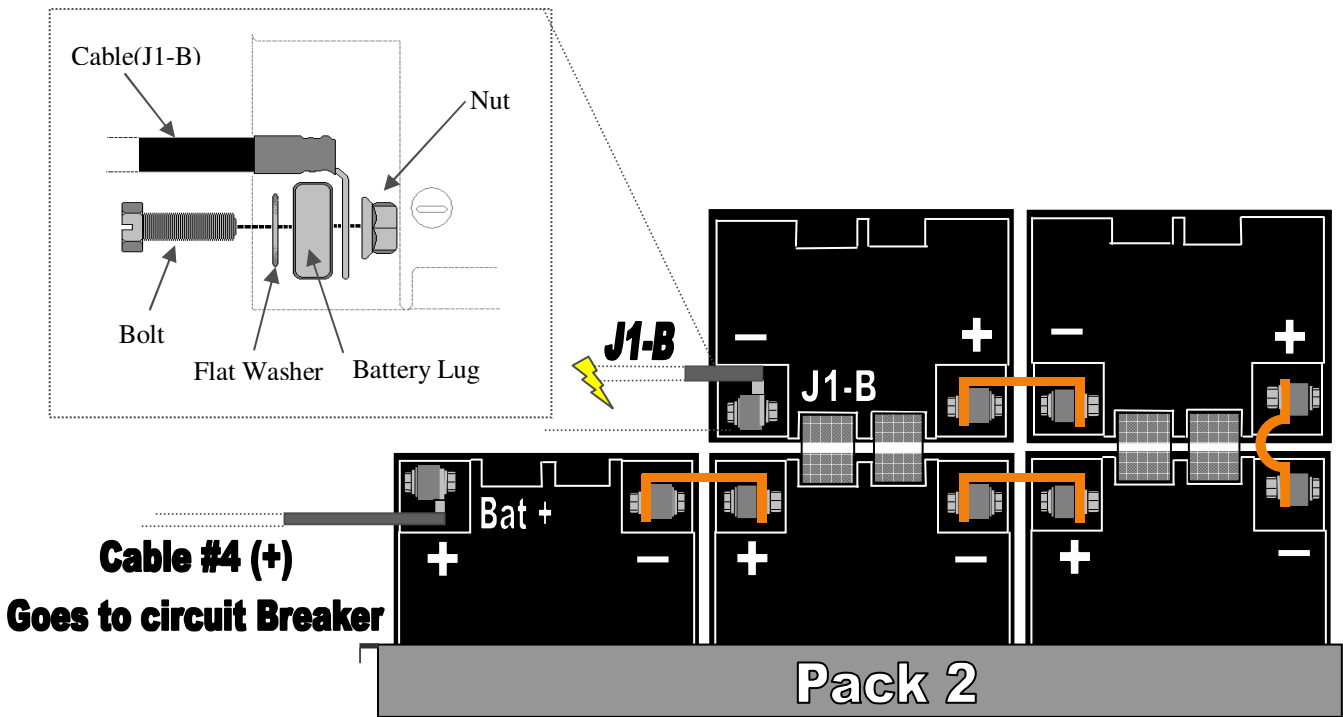 Cable(J1-B)
Nut
Bolt
Flat Washer
Battery Lug
J1-B
− + − +
J1-B
Bat +
+ − + − + −
Cable #4 (+)
Goes to circuit Breaker
Pack 2